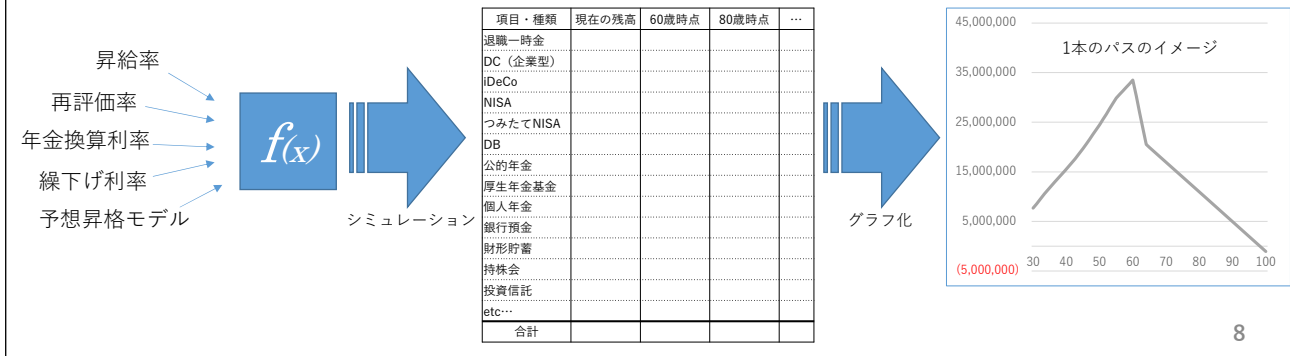 昇給率
再評価率
年金換算利率
繰下げ利率
予想昇格モデル
f(x)
シミュレーション
項目・種類 現在の残高 60歳時点 80歳時点 …
退職一時金
DC（企業型）
iDeCo
NISA
つみたてNISA
DB
公的年金
厚生年金基金
個人年金
銀行預金
財形貯蓄
持株会
投資信託
etc…
合計
グラフ化
1本のパスのイメージ
45,000,000
35,000,000
25,000,000
15,000,000
5,000,000
(5,000,000)
30 40 50 60 70 80 90 100
8